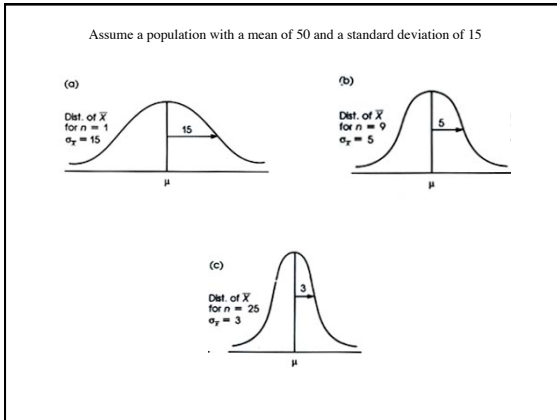 Assume a population with a mean of 50 and a standard deviation of 15
(a)
Dist. of X̅
for n = 1
σx̅ = 15
15
μ
(b)
Dist. of X̅
for n = 9
σx̅ = 5
5
μ
(c)
Dist. of X̅
for n = 25
σx̅ = 3
3
μ